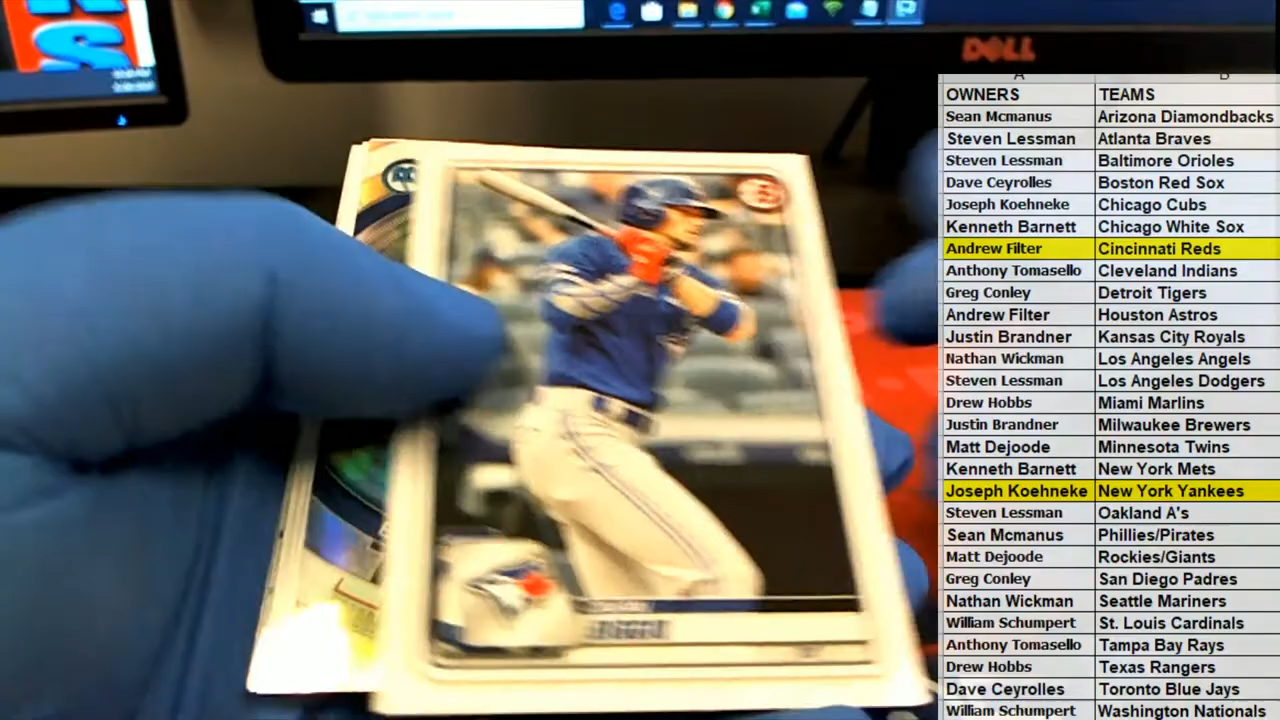 DELL
A B
OWNERS TEAMS
Sean Mcmanus Arizona Diamondbacks
Steven Lessman Atlanta Braves
Steven Lessman Baltimore Orioles
Dave Ceyrolles Boston Red Sox
Joseph Koehneke Chicago Cubs
Kenneth Barnett Chicago White Sox
Andrew Filter Cincinnati Reds
Anthony Tomasello Cleveland Indians
Greg Conley Detroit Tigers
Andrew Filter Houston Astros
Justin Brandner Kansas City Royals
Nathan Wickman Los Angeles Angels
Steven Lessman Los Angeles Dodgers
Drew Hobbs Miami Marlins
Justin Brandner Milwaukee Brewers
Matt Dejoode Minnesota Twins
Kenneth Barnett New York Mets
Joseph Koehneke New York Yankees
Steven Lessman Oakland A's
Sean Mcmanus Phillies/Pirates
Matt Dejoode Rockies/Giants
Greg Conley San Diego Padres
Nathan Wickman Seattle Mariners
William Schumpert St. Louis Cardinals
Anthony Tomasello Tampa Bay Rays
Drew Hobbs Texas Rangers
Dave Ceyrolles Toronto Blue Jays
William Schumpert Washington Nationals